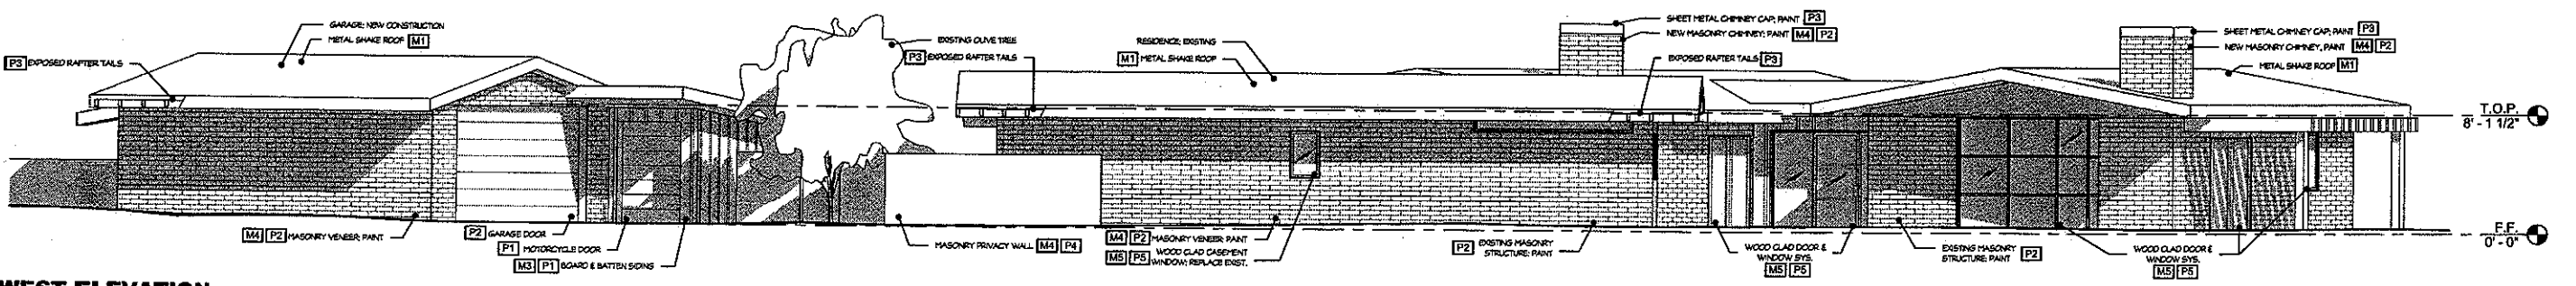 GARAGE; NEW CONSTRUCTION
METAL SHAKE ROOF M1
P3 EXPOSED RAFTER TAILS
EXISTING OLIVE TREE
P3 EXPOSED RAFTER TAILS
RESIDENCE; EXISTING
M1 METAL SHAKE ROOF
SHEET METAL CHIMNEY CAP; PAINT P3
NEW MASONRY CHIMNEY; PAINT M4 P2
EXPOSED RAFTER TAILS P3
SHEET METAL CHIMNEY CAP; PAINT P3
NEW MASONRY CHIMNEY, PAINT M4 P2
METAL SHAKE ROOF M1
T.O.P.
8' - 1 1/2"
F.F.
0' - 0"
M4 P2 MASONRY VENEER; PAINT
P2 GARAGE DOOR
P1 MOTORCYCLE DOOR
M3 P1 BOARD & BATTEN SIDING
MASONRY PRIVACY WALL M4 P4
M4 P2 MASONRY VENEER; PAINT
M5 P5 WOOD CLAD CASEMENT
WINDOW; REPLACE EXIST.
P2 EXISTING MASONRY
STRUCTURE; PAINT
WOOD CLAD DOOR &
WINDOW SYS.
M5 P5
EXISTING MASONRY
STRUCTURE; PAINT P2
WOOD CLAD DOOR &
WINDOW SYS.
M5 P5
WEST ELEVATION